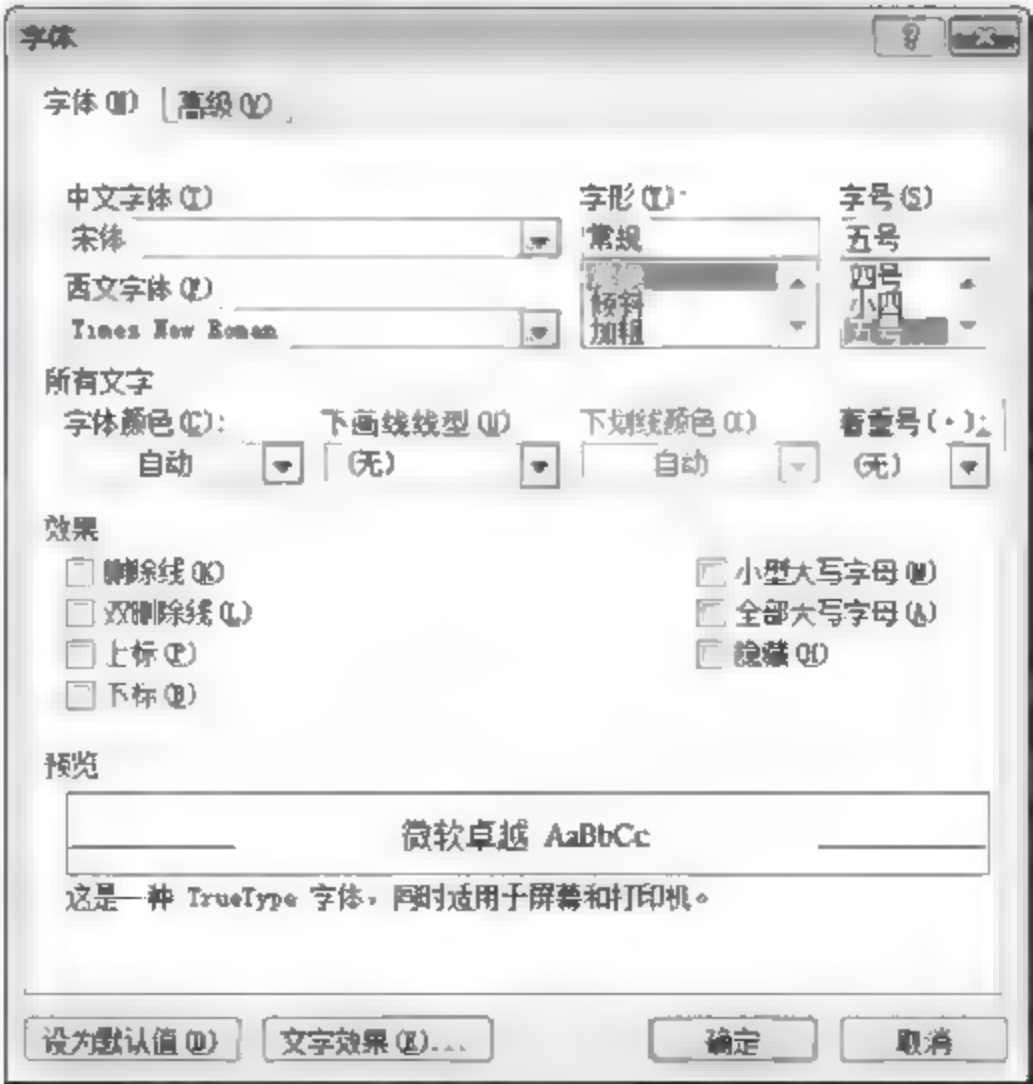 字体
字体(N) 高级(V)
中文字体(T) 字形(Y): 字号(S)
宋体 常规 五号
常规 四号
西文字体(F) 倾斜 小四
Times New Roman 加粗 五号
所有文字
字体颜色(C): 下画线线型(U) 下划线颜色(I) 着重号(·):
自动 (无) 自动 (无)
效果
删除线(K) 小型大写字母(M)
双删除线(L) 全部大写字母(A)
上标(P) 隐藏(H)
下标(B)
预览
微软卓越 AaBbCc
这是一种 TrueType 字体，同时适用于屏幕和打印机。
设为默认值(D) 文字效果(E)... 确定 取消